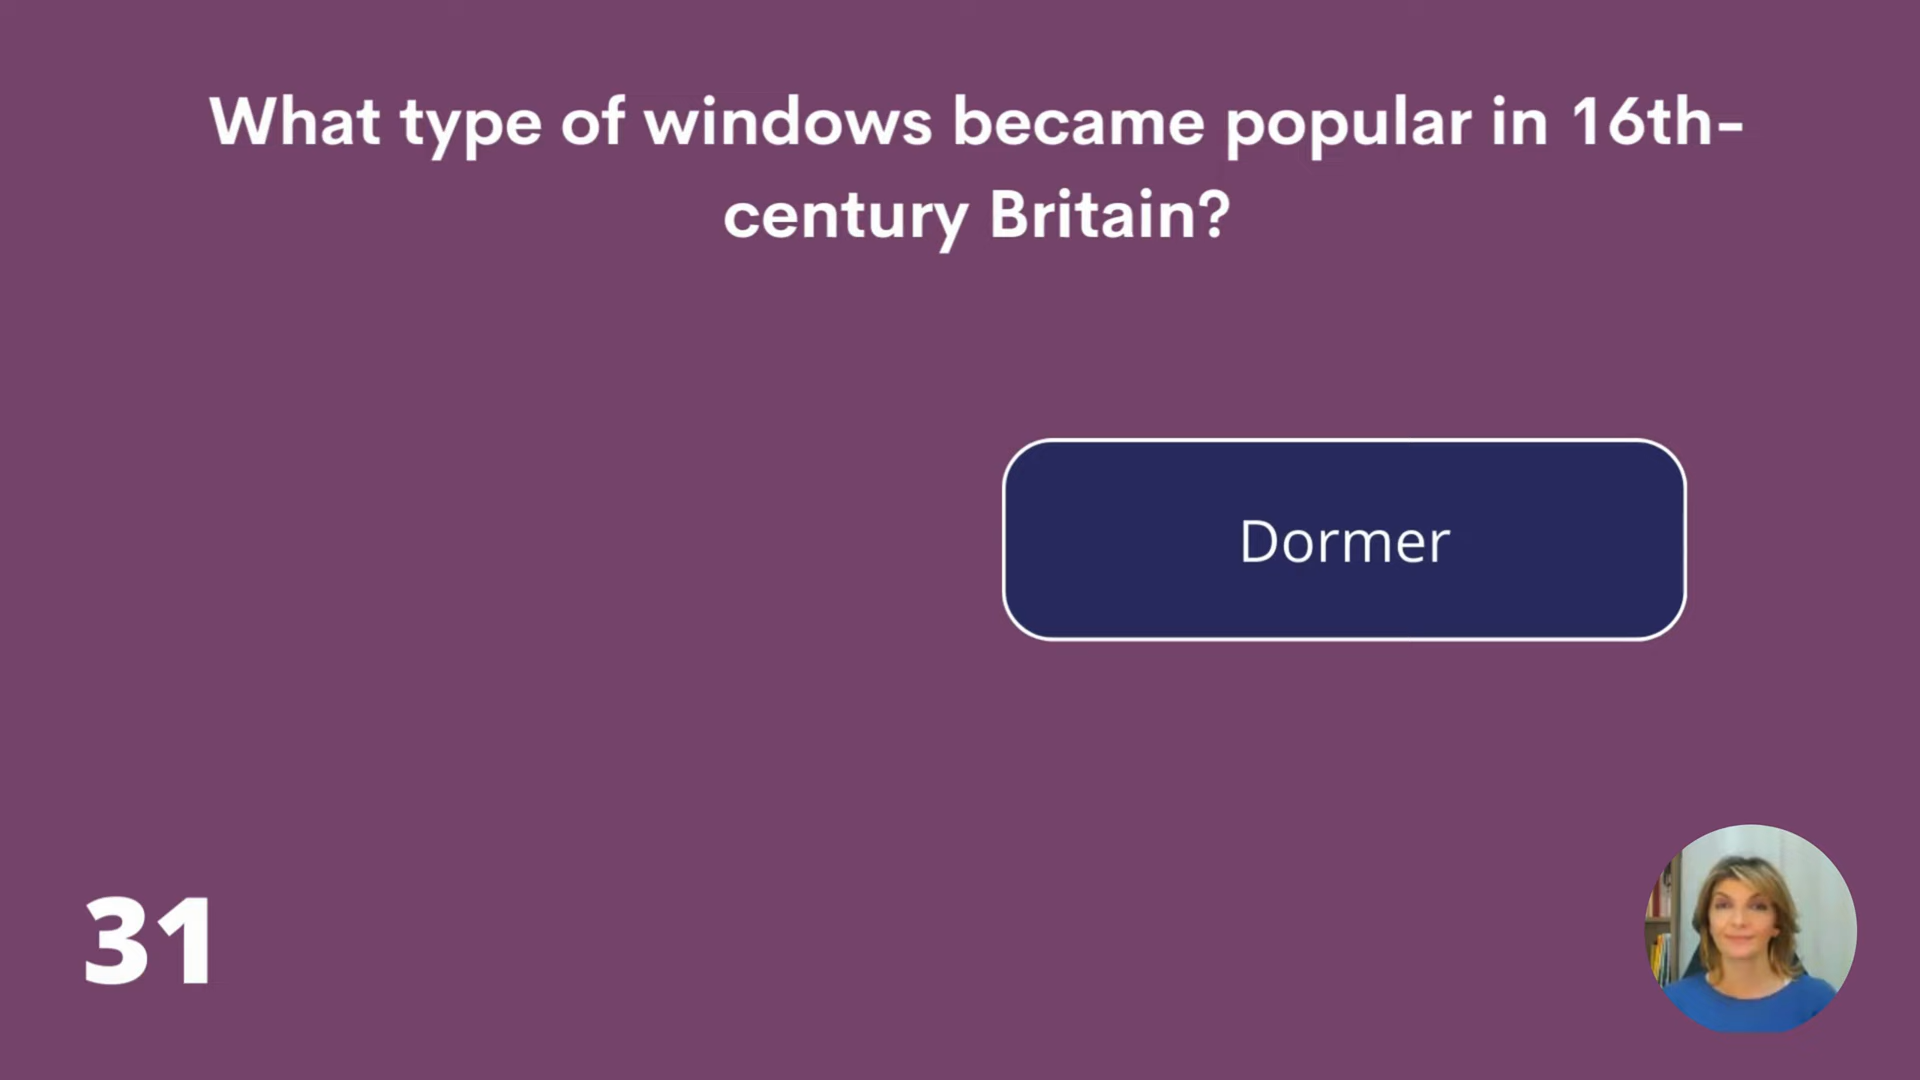 What type of windows became popular in 16th-
century Britain?
Dormer
31